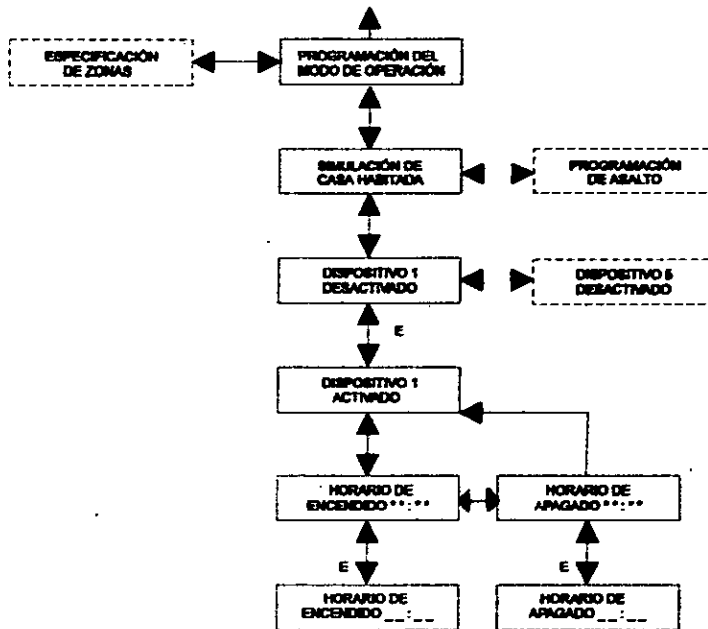 ESPECIFICACIÓN
DE ZONAS
PROGRAMACIÓN DEL
MODO DE OPERACIÓN
SIMULACIÓN DE
CASA HABITADA
PROGRAMACIÓN
DE ASALTO
DISPOSITIVO 1
DESACTIVADO
DISPOSITIVO 5
DESACTIVADO
E
DISPOSITIVO 1
ACTIVADO
HORARIO DE
ENCENDIDO **:**
HORARIO DE
APAGADO **:**
E
E
HORARIO DE
ENCENDIDO __:__
HORARIO DE
APAGADO __:__